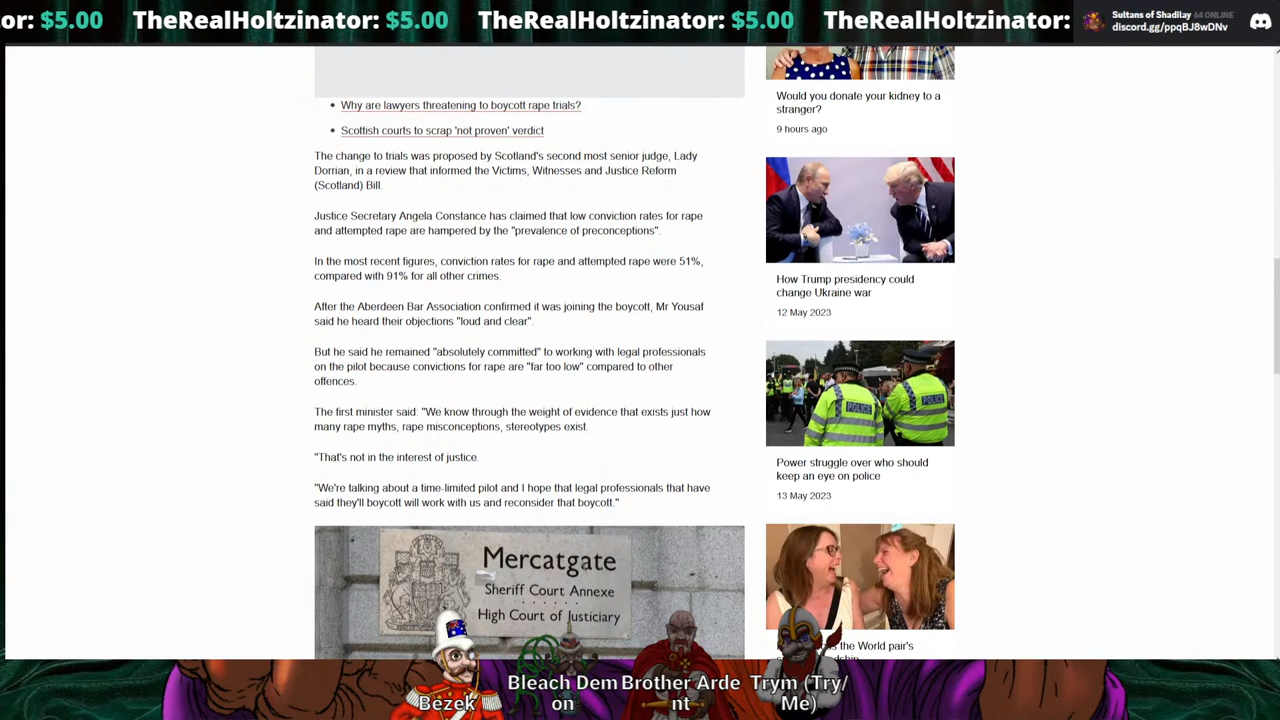 or: $5.00 TheRealHoltzinator: $5.00 TheRealHoltzinator: $5.00 TheRealHoltzinator:
Sultans of Shadilay 64 ONLINE
discord.gg/ppqBJ8wDNv
• Why are lawyers threatening to boycott rape trials?
• Scottish courts to scrap 'not proven' verdict
The change to trials was proposed by Scotland's second most senior judge, Lady
Dorrian, in a review that informed the Victims, Witnesses and Justice Reform
(Scotland) Bill.
Justice Secretary Angela Constance has claimed that low conviction rates for rape
and attempted rape are hampered by the "prevalence of preconceptions".
In the most recent figures, conviction rates for rape and attempted rape were 51%,
compared with 91% for all other crimes.
After the Aberdeen Bar Association confirmed it was joining the boycott, Mr Yousaf
said he heard their objections "loud and clear".
But he said he remained "absolutely committed" to working with legal professionals
on the pilot because convictions for rape are "far too low" compared to other
offences.
The first minister said: "We know through the weight of evidence that exists just how
many rape myths, rape misconceptions, stereotypes exist.
"That's not in the interest of justice.
"We're talking about a time-limited pilot and I hope that legal professionals that have
said they'll boycott will work with us and reconsider that boycott."
Mercatgate
Sheriff Court Annexe
High Court of Justiciary
Would you donate your kidney to a
stranger?
9 hours ago
How Trump presidency could
change Ukraine war
12 May 2023
POLICE
POLICE
Power struggle over who should
keep an eye on police
13 May 2023
the World pair's
Bezek
Bleach Dem
on
Brother Arde
nt
Trym (Try/
Me)